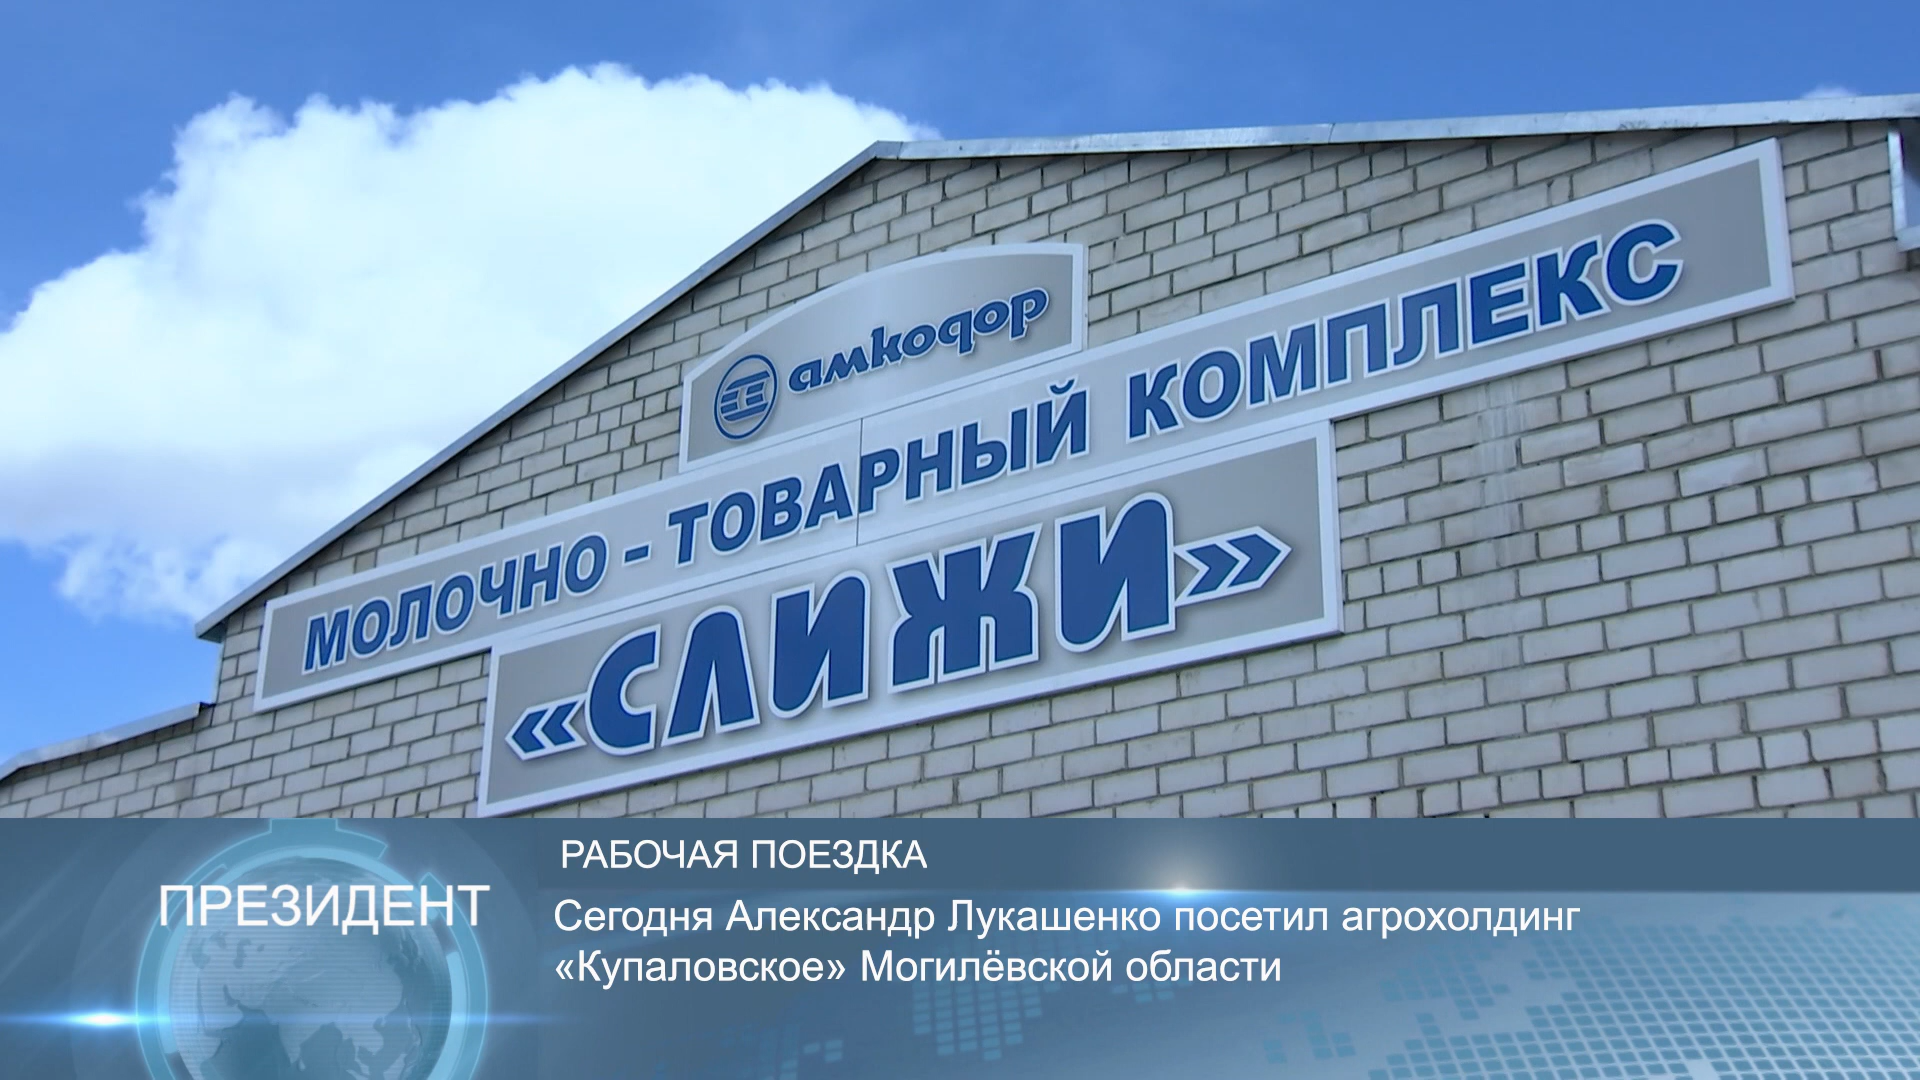 амкодор
МОЛОЧНО - ТОВАРНЫЙ КОМПЛЕКС
«СЛИЖИ»
ПРЕЗИДЕНТ
РАБОЧАЯ ПОЕЗДКА
Сегодня Александр Лукашенко посетил агрохолдинг
«Купаловское» Могилёвской области